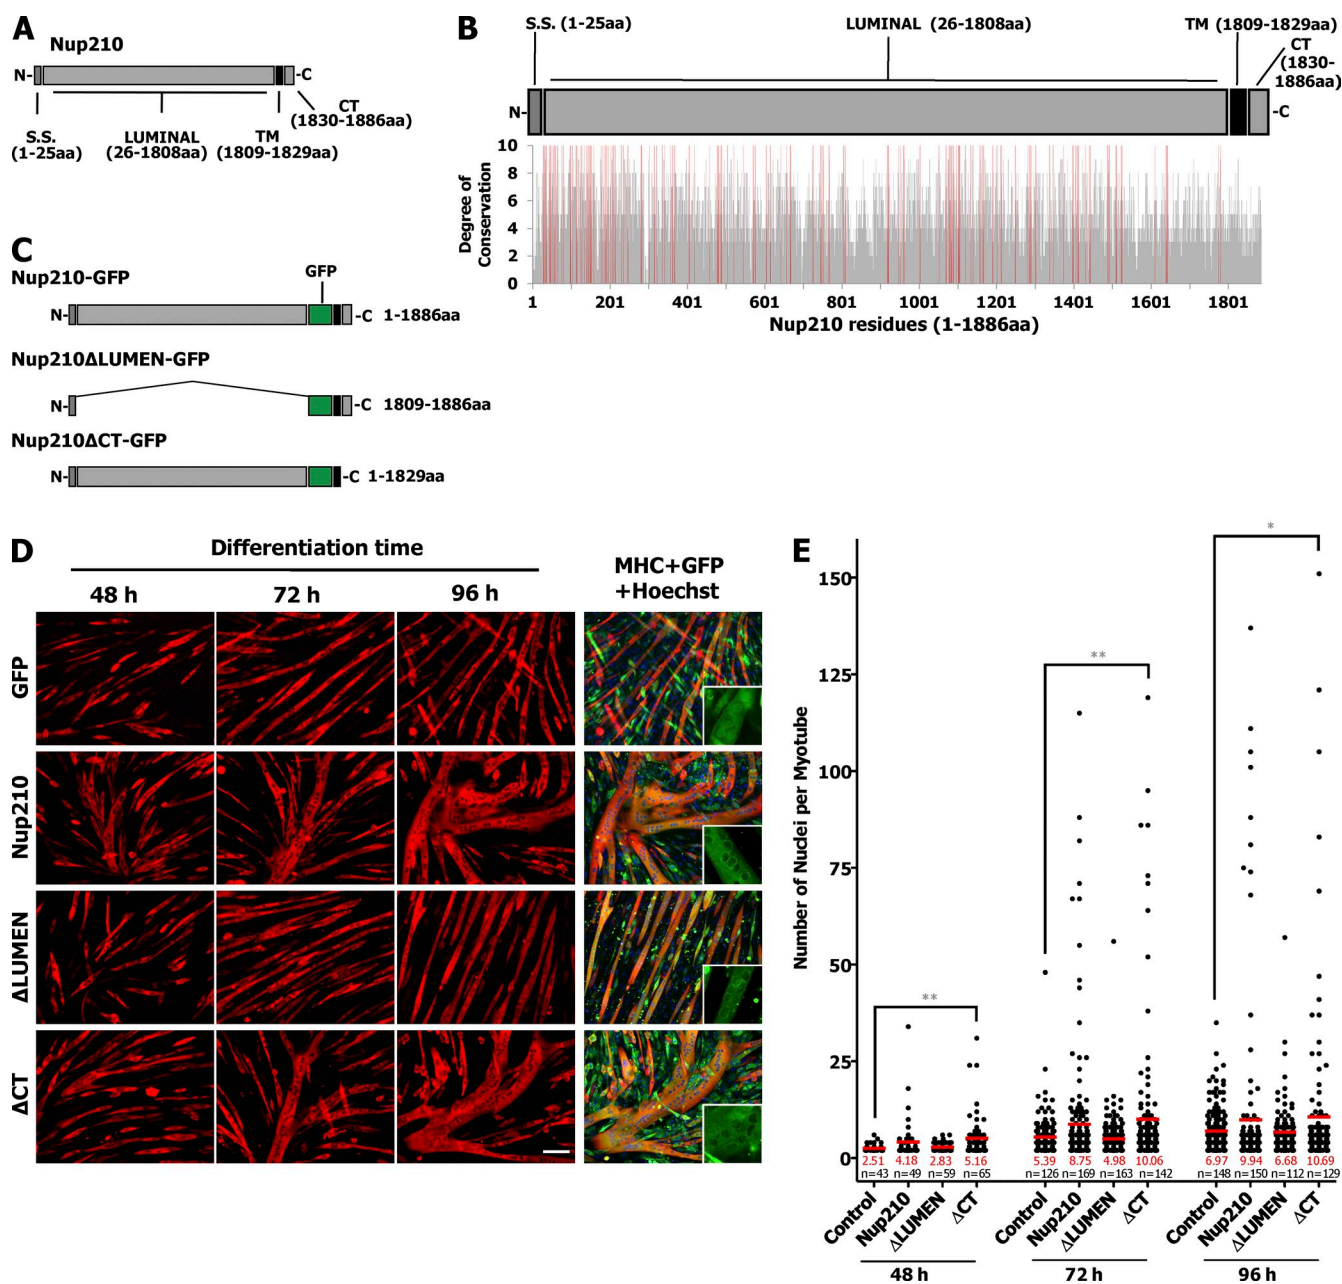 A
Nup210
N-
-C
S.S.
(1-25aa)
LUMINAL
(26-1808aa)
TM
(1809-1829aa)
CT
(1830-1886aa)
B
S.S. (1-25aa)
LUMINAL (26-1808aa)
TM (1809-1829aa)
CT
(1830-
1886aa)
N-
-C
Degree of
Conservation
10
8
6
4
2
0
1
201
401
601
801
1001
1201
1401
1601
1801
Nup210 residues (1-1886aa)
C
Nup210-GFP
GFP
N-
-C 1-1886aa
Nup210ΔLUMEN-GFP
N-
-C 1809-1886aa
Nup210ΔCT-GFP
N-
-C 1-1829aa
D
Differentiation time
48 h
72 h
96 h
MHC+GFP
+Hoechst
GFP
Nup210
ΔLUMEN
ΔCT
E
Number of Nuclei per Myotube
150
125
100
75
50
25
0
**
**
*
2.51 4.18 2.83 5.16
n=43 n=49 n=59 n=65
5.39 8.75 4.98 10.06
n=126 n=169 n=163 n=142
6.97 9.94 6.68 10.69
n=148 n=150 n=112 n=129
Control Nup210 ΔLUMEN ΔCT
Control Nup210 ΔLUMEN ΔCT
Control Nup210 ΔLUMEN ΔCT
48 h
72 h
96 h